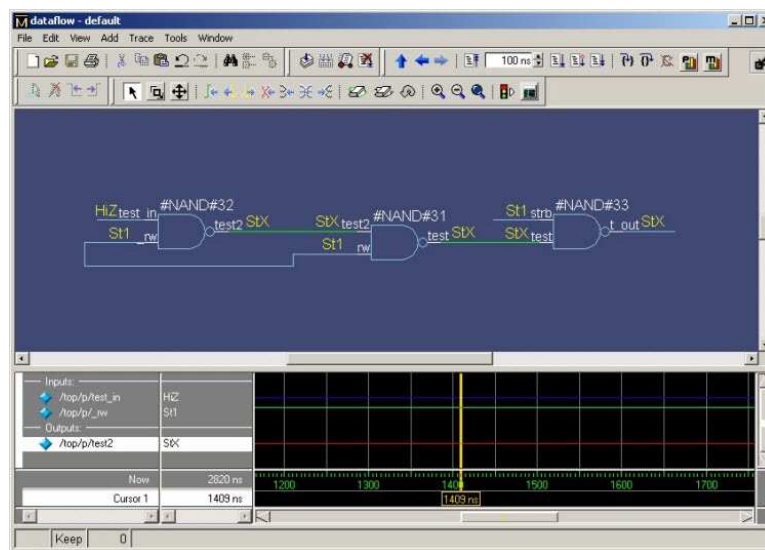 dataflow - default
File Edit View Add Trace Tools Window
100 ns
#NAND#32
HiZ test_in
St1 _rw
test2 StX
#NAND#31
StX test2
St1 rw
test StX
#NAND#33
St1 strb
StX test
t_out StX
Inputs:
/top/p/test_in HiZ
/top/p/_rw St1
Outputs:
/top/p/test2 StX
Now 2820 ns
1200 1300 1400 1500 1600 1700
Cursor 1 1409 ns
1409 ns
Keep 0